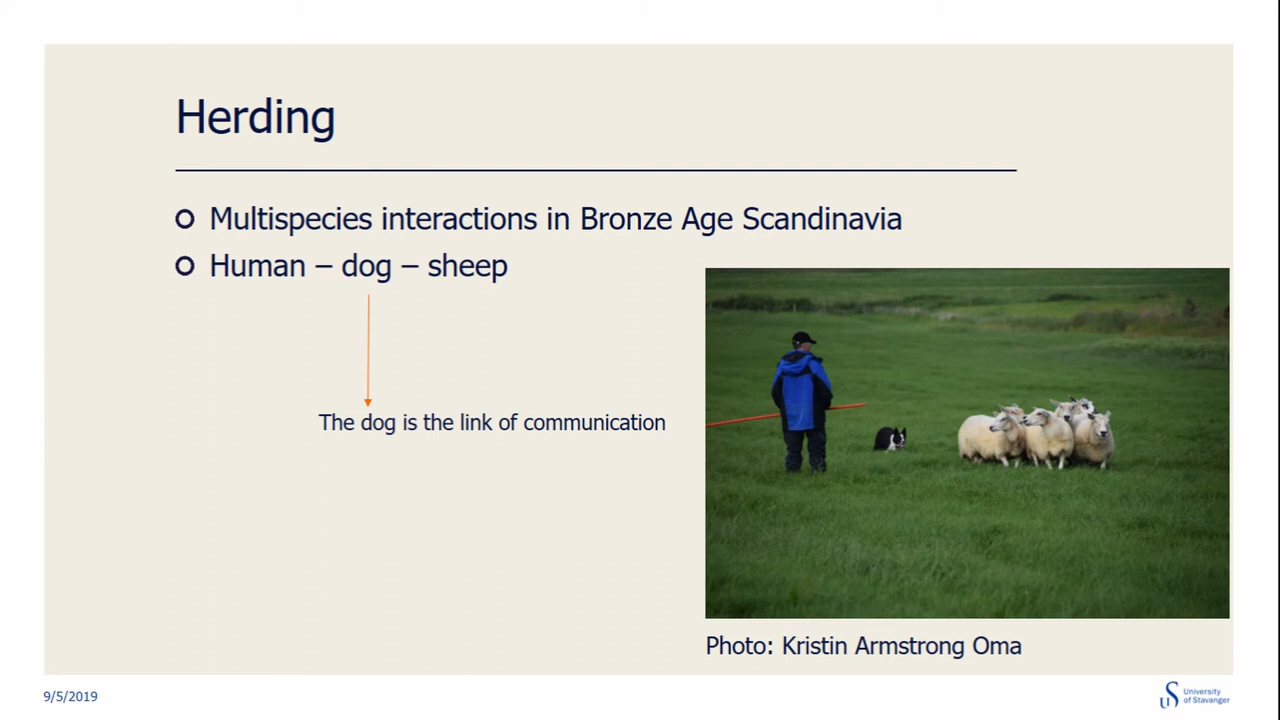 Herding
Multispecies interactions in Bronze Age Scandinavia
Human – dog – sheep
The dog is the link of communication
Photo: Kristin Armstrong Oma
9/5/2019
University
of Stavanger